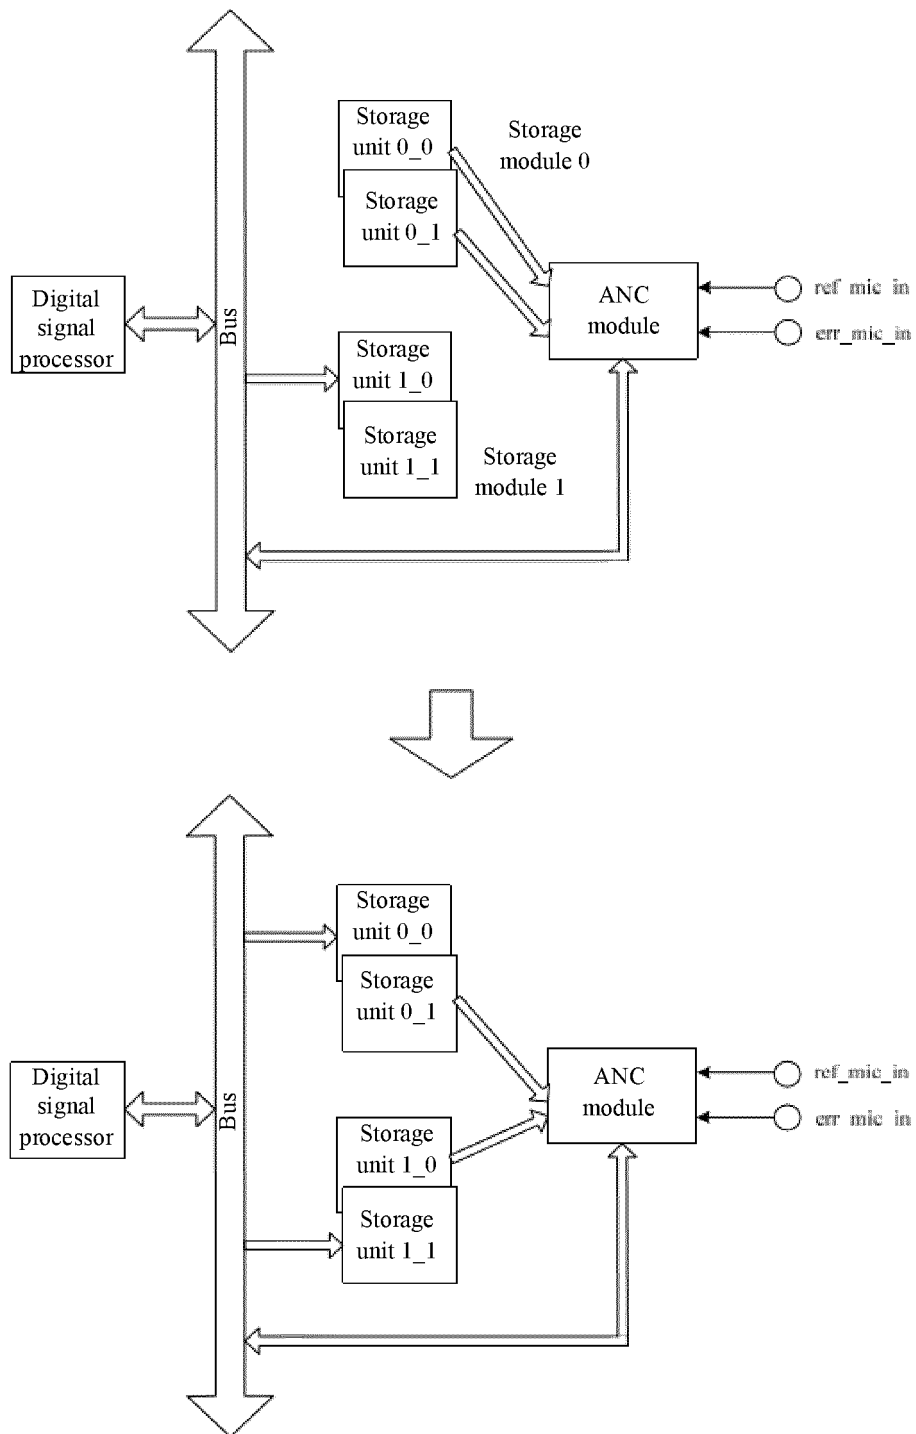 Storage
unit 0_0
Storage
module 0
Storage
unit 0_1
Digital
signal
processor
Bus
ANC
module
ref_mic_in
err_mic_in
Storage
unit 1_0
Storage
unit 1_1
Storage
module 1
Storage
unit 0_0
Storage
unit 0_1
Digital
signal
processor
Bus
ANC
module
ref_mic_in
err_mic_in
Storage
unit 1_0
Storage
unit 1_1